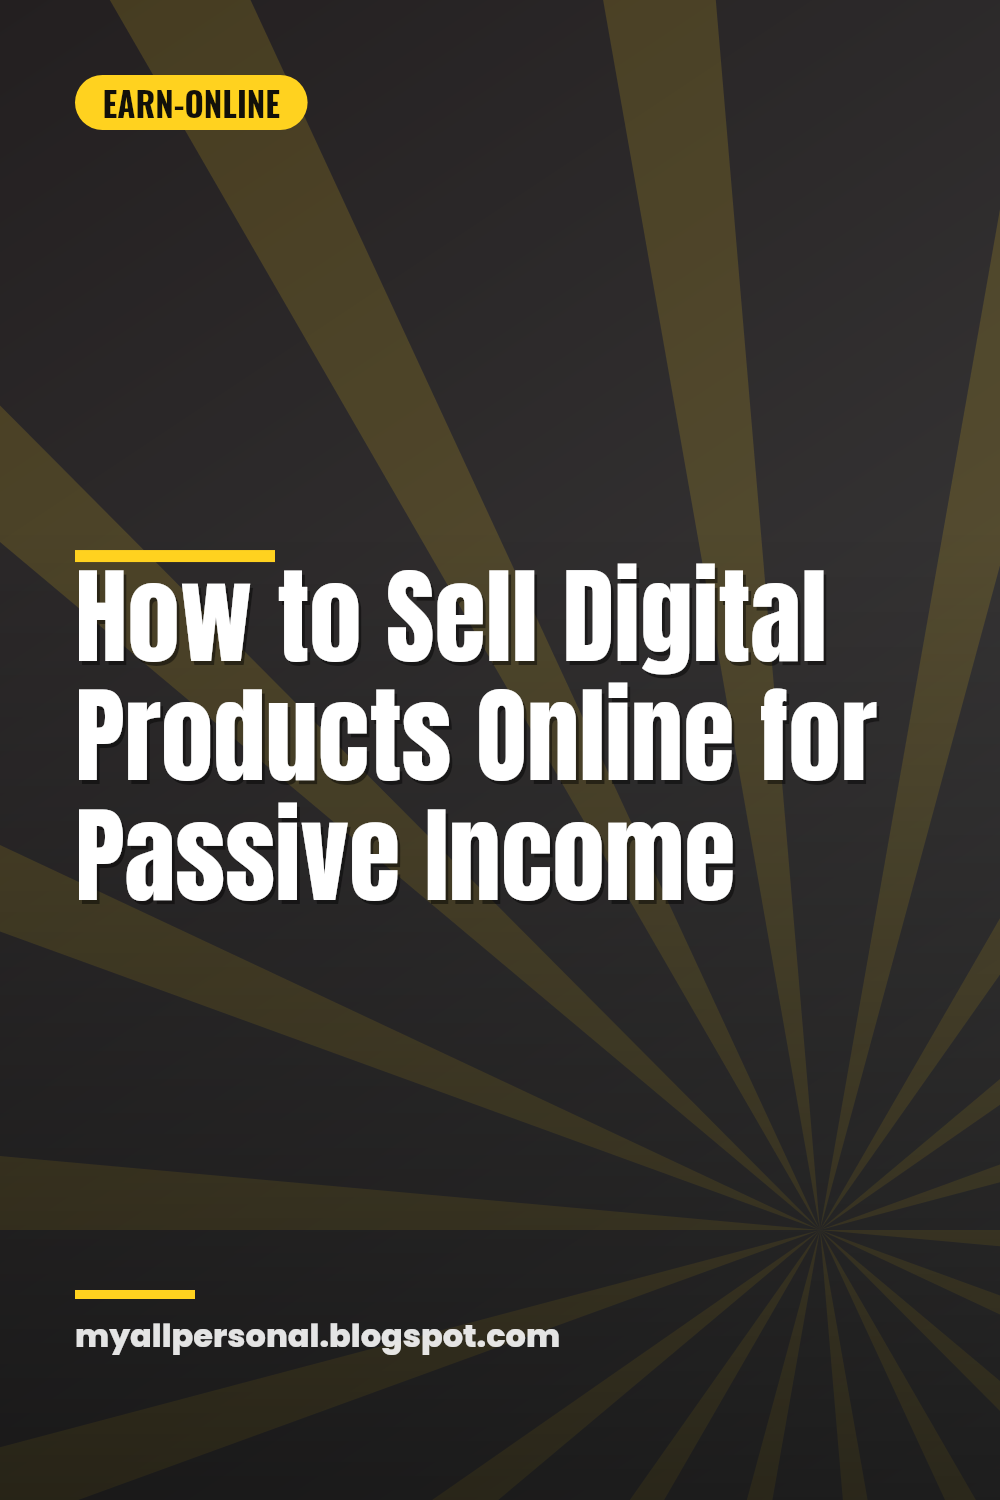 EARN-ONLINE
How to Sell Digital
Products Online for
Passive Income
myallpersonal.blogspot.com